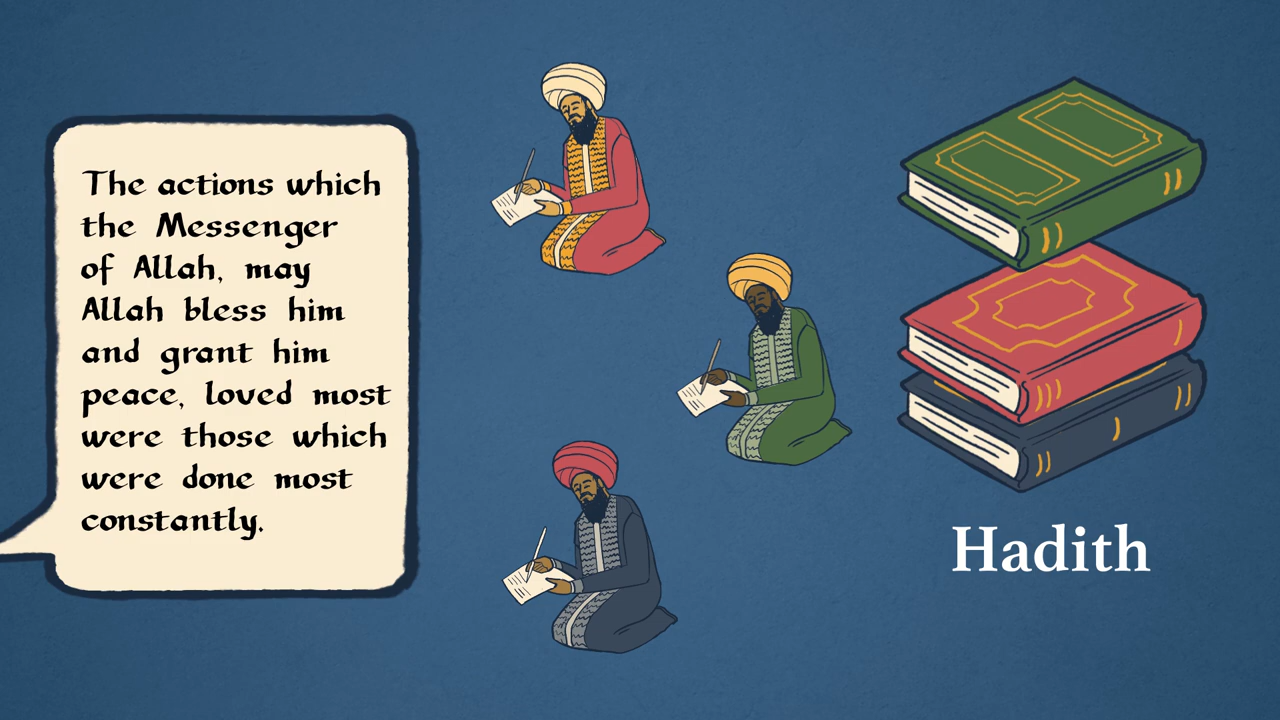 The actions which
the Messenger
of Allah, may
Allah bless him
and grant him
peace, loved most
were those which
were done most
constantly.
Hadith